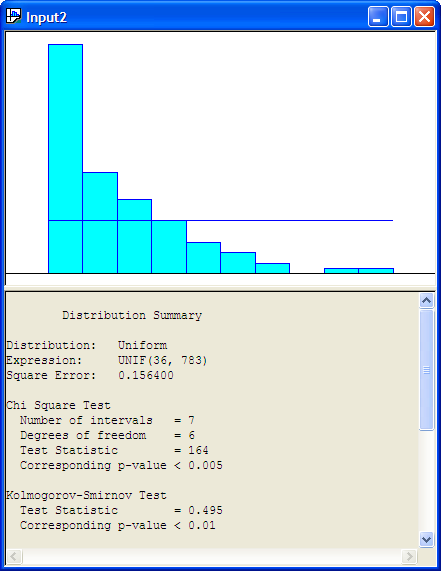 Input2
Distribution Summary
Distribution: Uniform
Expression: UNIF(36, 783)
Square Error: 0.156400
Chi Square Test
Number of intervals = 7
Degrees of freedom = 6
Test Statistic = 164
Corresponding p-value < 0.005
Kolmogorov-Smirnov Test
Test Statistic = 0.495
Corresponding p-value < 0.01